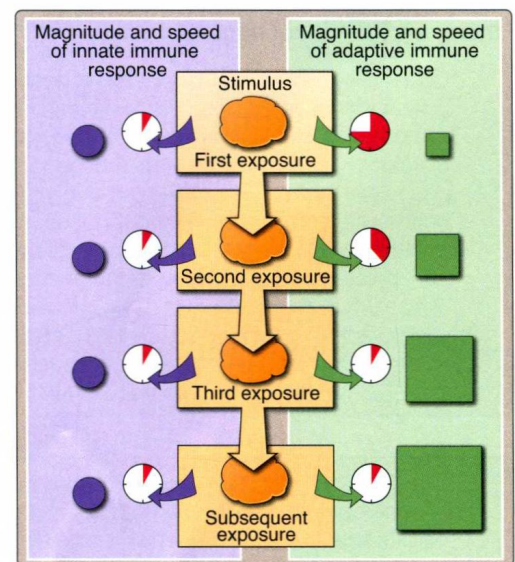 Magnitude and speed
of innate immune
response
Magnitude and speed
of adaptive immune
response
Stimulus
First exposure
Second exposure
Third exposure
Subsequent
exposure